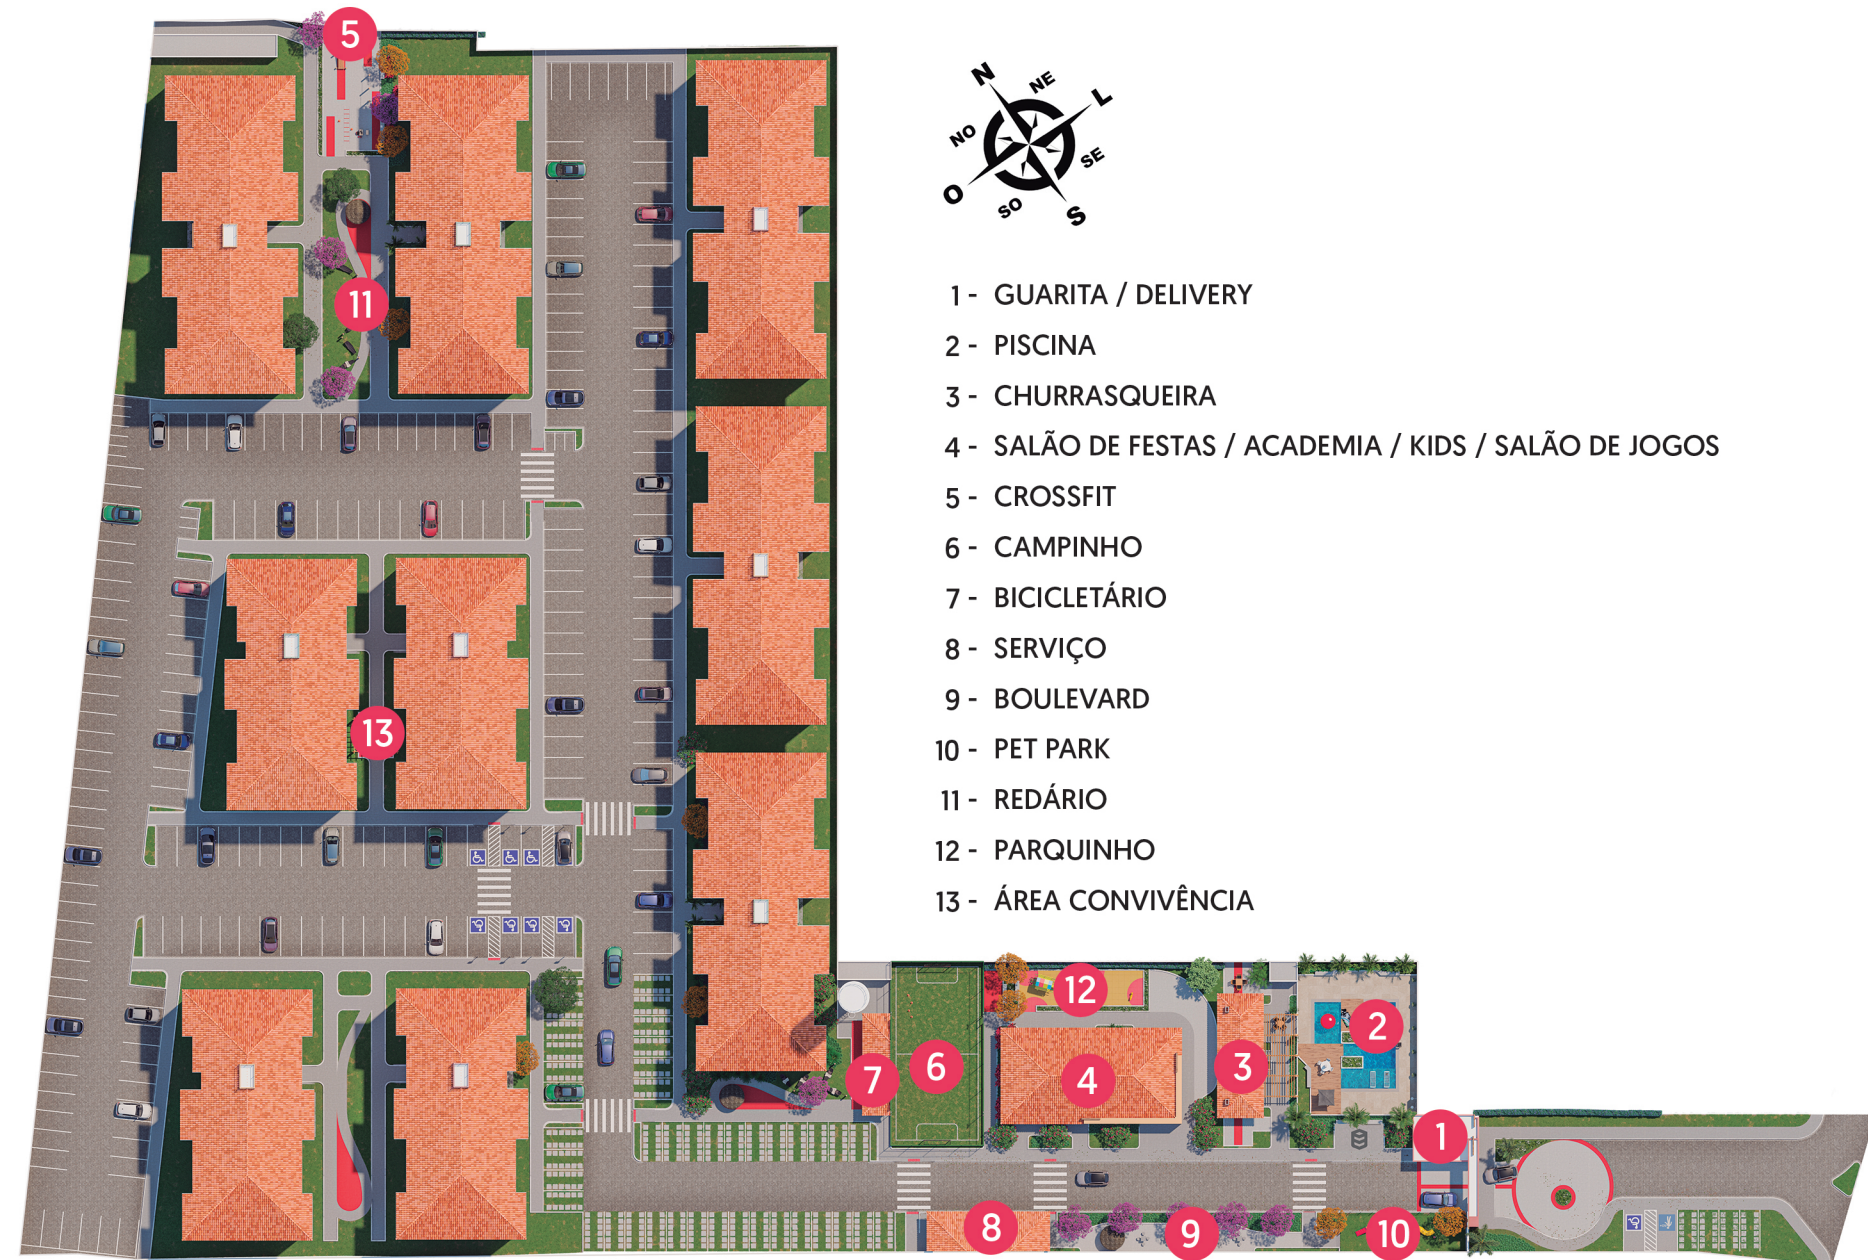 5
N
NE
L
NO
SE
O
SO
S
11
1 - GUARITA / DELIVERY
2 - PISCINA
3 - CHURRASQUEIRA
4 - SALÃO DE FESTAS / ACADEMIA / KIDS / SALÃO DE JOGOS
5 - CROSSFIT
6 - CAMPINHO
7 - BICICLETÁRIO
8 - SERVIÇO
9 - BOULEVARD
10 - PET PARK
11 - REDÁRIO
12 - PARQUINHO
13 - ÁREA CONVIVÊNCIA
13
12
2
6
3
7
4
1
8
9
10